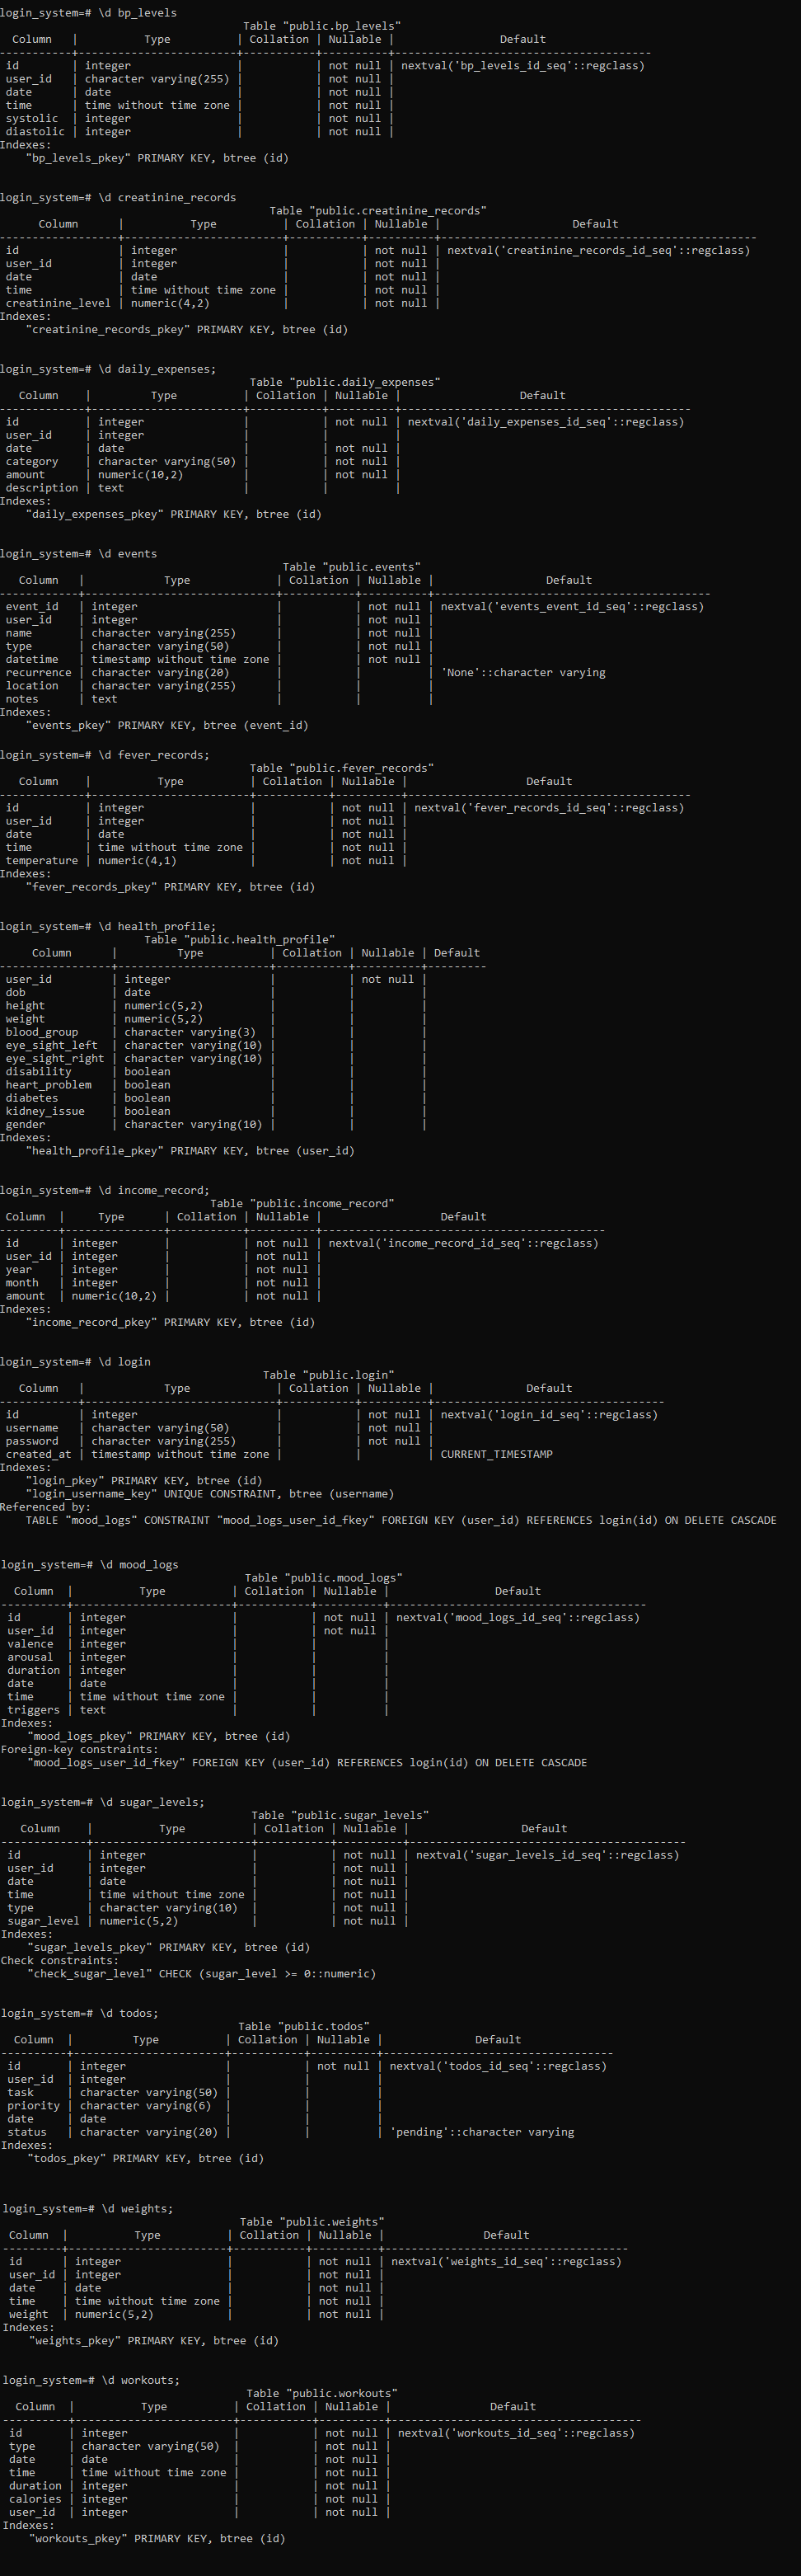 login_system=# \d bp_levels
                                     Table "public.bp_levels"
  Column   |          Type          | Collation | Nullable |                Default
-----------+------------------------+-----------+----------+---------------------------------------
 id        | integer                |           | not null | nextval('bp_levels_id_seq'::regclass)
 user_id   | character varying(255) |           | not null |
 date      | date                   |           | not null |
 time      | time without time zone |           | not null |
 systolic  | integer                |           | not null |
 diastolic | integer                |           | not null |
Indexes:
    "bp_levels_pkey" PRIMARY KEY, btree (id)
login_system=# \d creatinine_records
                                         Table "public.creatinine_records"
      Column      |          Type          | Collation | Nullable |                    Default
------------------+------------------------+-----------+----------+------------------------------------------------
 id               | integer                |           | not null | nextval('creatinine_records_id_seq'::regclass)
 user_id          | integer                |           | not null |
 date             | date                   |           | not null |
 time             | time without time zone |           | not null |
 creatinine_level | numeric(4,2)           |           | not null |
Indexes:
    "creatinine_records_pkey" PRIMARY KEY, btree (id)
login_system=# \d daily_expenses;
                                      Table "public.daily_expenses"
   Column    |         Type          | Collation | Nullable |                  Default
-------------+-----------------------+-----------+----------+--------------------------------------------
 id          | integer               |           | not null | nextval('daily_expenses_id_seq'::regclass)
 user_id     | integer               |           |          |
 date        | date                  |           | not null |
 category    | character varying(50) |           | not null |
 amount      | numeric(10,2)         |           | not null |
 description | text                  |           |          |
Indexes:
    "daily_expenses_pkey" PRIMARY KEY, btree (id)
login_system=# \d events
                                           Table "public.events"
   Column   |            Type             | Collation | Nullable |                 Default
------------+-----------------------------+-----------+----------+------------------------------------------
 event_id   | integer                     |           | not null | nextval('events_event_id_seq'::regclass)
 user_id    | integer                     |           | not null |
 name       | character varying(255)      |           | not null |
 type       | character varying(50)       |           | not null |
 datetime   | timestamp without time zone |           | not null |
 recurrence | character varying(20)       |           |          | 'None'::character varying
 location   | character varying(255)      |           |          |
 notes      | text                        |           |          |
Indexes:
    "events_pkey" PRIMARY KEY, btree (event_id)
login_system=# \d fever_records;
                                      Table "public.fever_records"
   Column    |          Type          | Collation | Nullable |                  Default
-------------+------------------------+-----------+----------+-------------------------------------------
 id          | integer                |           | not null | nextval('fever_records_id_seq'::regclass)
 user_id     | integer                |           | not null |
 date        | date                   |           | not null |
 time        | time without time zone |           | not null |
 temperature | numeric(4,1)           |           | not null |
Indexes:
    "fever_records_pkey" PRIMARY KEY, btree (id)
login_system=# \d health_profile;
                      Table "public.health_profile"
     Column      |         Type          | Collation | Nullable | Default
-----------------+-----------------------+-----------+----------+---------
 user_id         | integer               |           | not null |
 dob             | date                  |           |          |
 height          | numeric(5,2)          |           |          |
 weight          | numeric(5,2)          |           |          |
 blood_group     | character varying(3)  |           |          |
 eye_sight_left  | character varying(10) |           |          |
 eye_sight_right | character varying(10) |           |          |
 disability      | boolean               |           |          |
 heart_problem   | boolean               |           |          |
 diabetes        | boolean               |           |          |
 kidney_issue    | boolean               |           |          |
 gender          | character varying(10) |           |          |
Indexes:
    "health_profile_pkey" PRIMARY KEY, btree (user_id)
login_system=# \d income_record;
                                Table "public.income_record"
 Column  |     Type      | Collation | Nullable |                  Default
---------+---------------+-----------+----------+-------------------------------------------
 id      | integer       |           | not null | nextval('income_record_id_seq'::regclass)
 user_id | integer       |           | not null |
 year    | integer       |           | not null |
 month   | integer       |           | not null |
 amount  | numeric(10,2) |           | not null |
Indexes:
    "income_record_pkey" PRIMARY KEY, btree (id)
login_system=# \d login
                                        Table "public.login"
   Column   |            Type             | Collation | Nullable |              Default
------------+-----------------------------+-----------+----------+-----------------------------------
 id         | integer                     |           | not null | nextval('login_id_seq'::regclass)
 username   | character varying(50)       |           | not null |
 password   | character varying(255)      |           | not null |
 created_at | timestamp without time zone |           |          | CURRENT_TIMESTAMP
Indexes:
    "login_pkey" PRIMARY KEY, btree (id)
    "login_username_key" UNIQUE CONSTRAINT, btree (username)
Referenced by:
    TABLE "mood_logs" CONSTRAINT "mood_logs_user_id_fkey" FOREIGN KEY (user_id) REFERENCES login(id) ON DELETE CASCADE
login_system=# \d mood_logs
                                     Table "public.mood_logs"
  Column  |          Type          | Collation | Nullable |                Default
----------+------------------------+-----------+----------+---------------------------------------
 id       | integer                |           | not null | nextval('mood_logs_id_seq'::regclass)
 user_id  | integer                |           | not null |
 valence  | integer                |           |          |
 arousal  | integer                |           |          |
 duration | integer                |           |          |
 date     | date                   |           |          |
 time     | time without time zone |           |          |
 triggers | text                   |           |          |
Indexes:
    "mood_logs_pkey" PRIMARY KEY, btree (id)
Foreign-key constraints:
    "mood_logs_user_id_fkey" FOREIGN KEY (user_id) REFERENCES login(id) ON DELETE CASCADE
login_system=# \d sugar_levels;
                                      Table "public.sugar_levels"
   Column    |          Type          | Collation | Nullable |                 Default
-------------+------------------------+-----------+----------+------------------------------------------
 id          | integer                |           | not null | nextval('sugar_levels_id_seq'::regclass)
 user_id     | integer                |           | not null |
 date        | date                   |           | not null |
 time        | time without time zone |           | not null |
 type        | character varying(10)  |           | not null |
 sugar_level | numeric(5,2)           |           | not null |
Indexes:
    "sugar_levels_pkey" PRIMARY KEY, btree (id)
Check constraints:
    "check_sugar_level" CHECK (sugar_level >= 0::numeric)
login_system=# \d todos;
                                    Table "public.todos"
  Column  |         Type          | Collation | Nullable |              Default
----------+-----------------------+-----------+----------+-----------------------------------
 id       | integer               |           | not null | nextval('todos_id_seq'::regclass)
 user_id  | integer               |           |          |
 task     | character varying(50) |           |          |
 priority | character varying(6)  |           |          |
 date     | date                  |           |          |
 status   | character varying(20) |           |          | 'pending'::character varying
Indexes:
    "todos_pkey" PRIMARY KEY, btree (id)
login_system=# \d weights;
                                    Table "public.weights"
 Column  |          Type          | Collation | Nullable |               Default
---------+------------------------+-----------+----------+-------------------------------------
 id      | integer                |           | not null | nextval('weights_id_seq'::regclass)
 user_id | integer                |           | not null |
 date    | date                   |           | not null |
 time    | time without time zone |           | not null |
 weight  | numeric(5,2)           |           | not null |
Indexes:
    "weights_pkey" PRIMARY KEY, btree (id)
login_system=# \d workouts;
                                     Table "public.workouts"
  Column  |          Type          | Collation | Nullable |               Default
----------+------------------------+-----------+----------+--------------------------------------
 id       | integer                |           | not null | nextval('workouts_id_seq'::regclass)
 type     | character varying(50)  |           | not null |
 date     | date                   |           | not null |
 time     | time without time zone |           | not null |
 duration | integer                |           | not null |
 calories | integer                |           | not null |
 user_id  | integer                |           | not null |
Indexes:
    "workouts_pkey" PRIMARY KEY, btree (id)